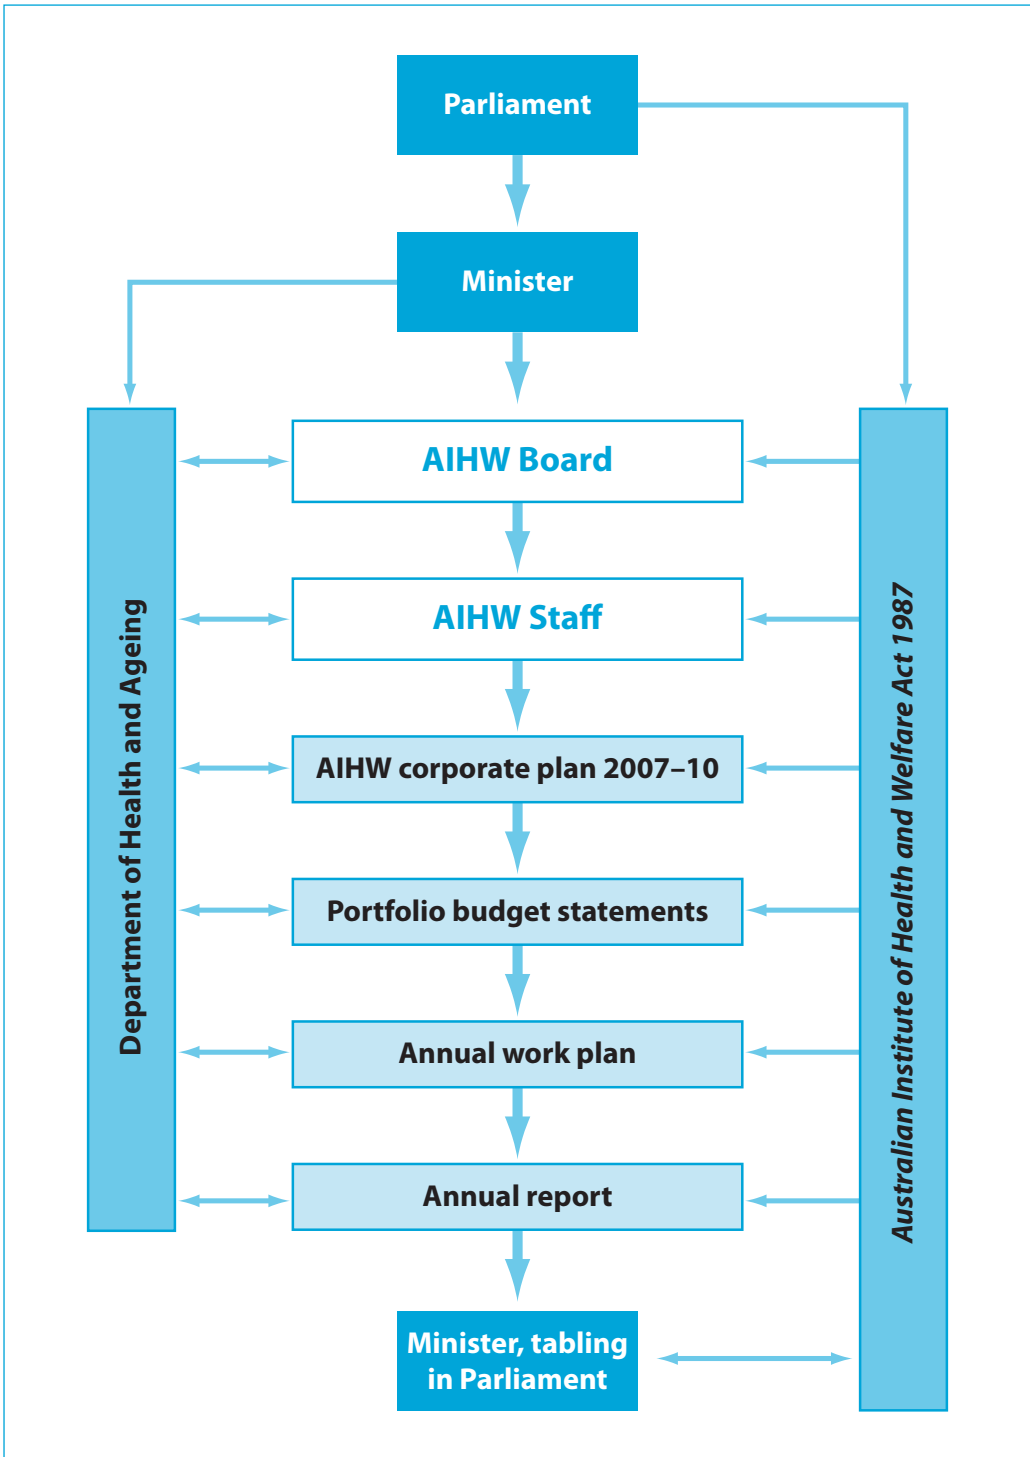 Parliament
Minister
AIHW Board
AIHW Staff
AIHW corporate plan 2007–10
Portfolio budget statements
Annual work plan
Annual report
Minister, tabling
in Parliament
Department of Health and Ageing
Australian Institute of Health and Welfare Act 1987